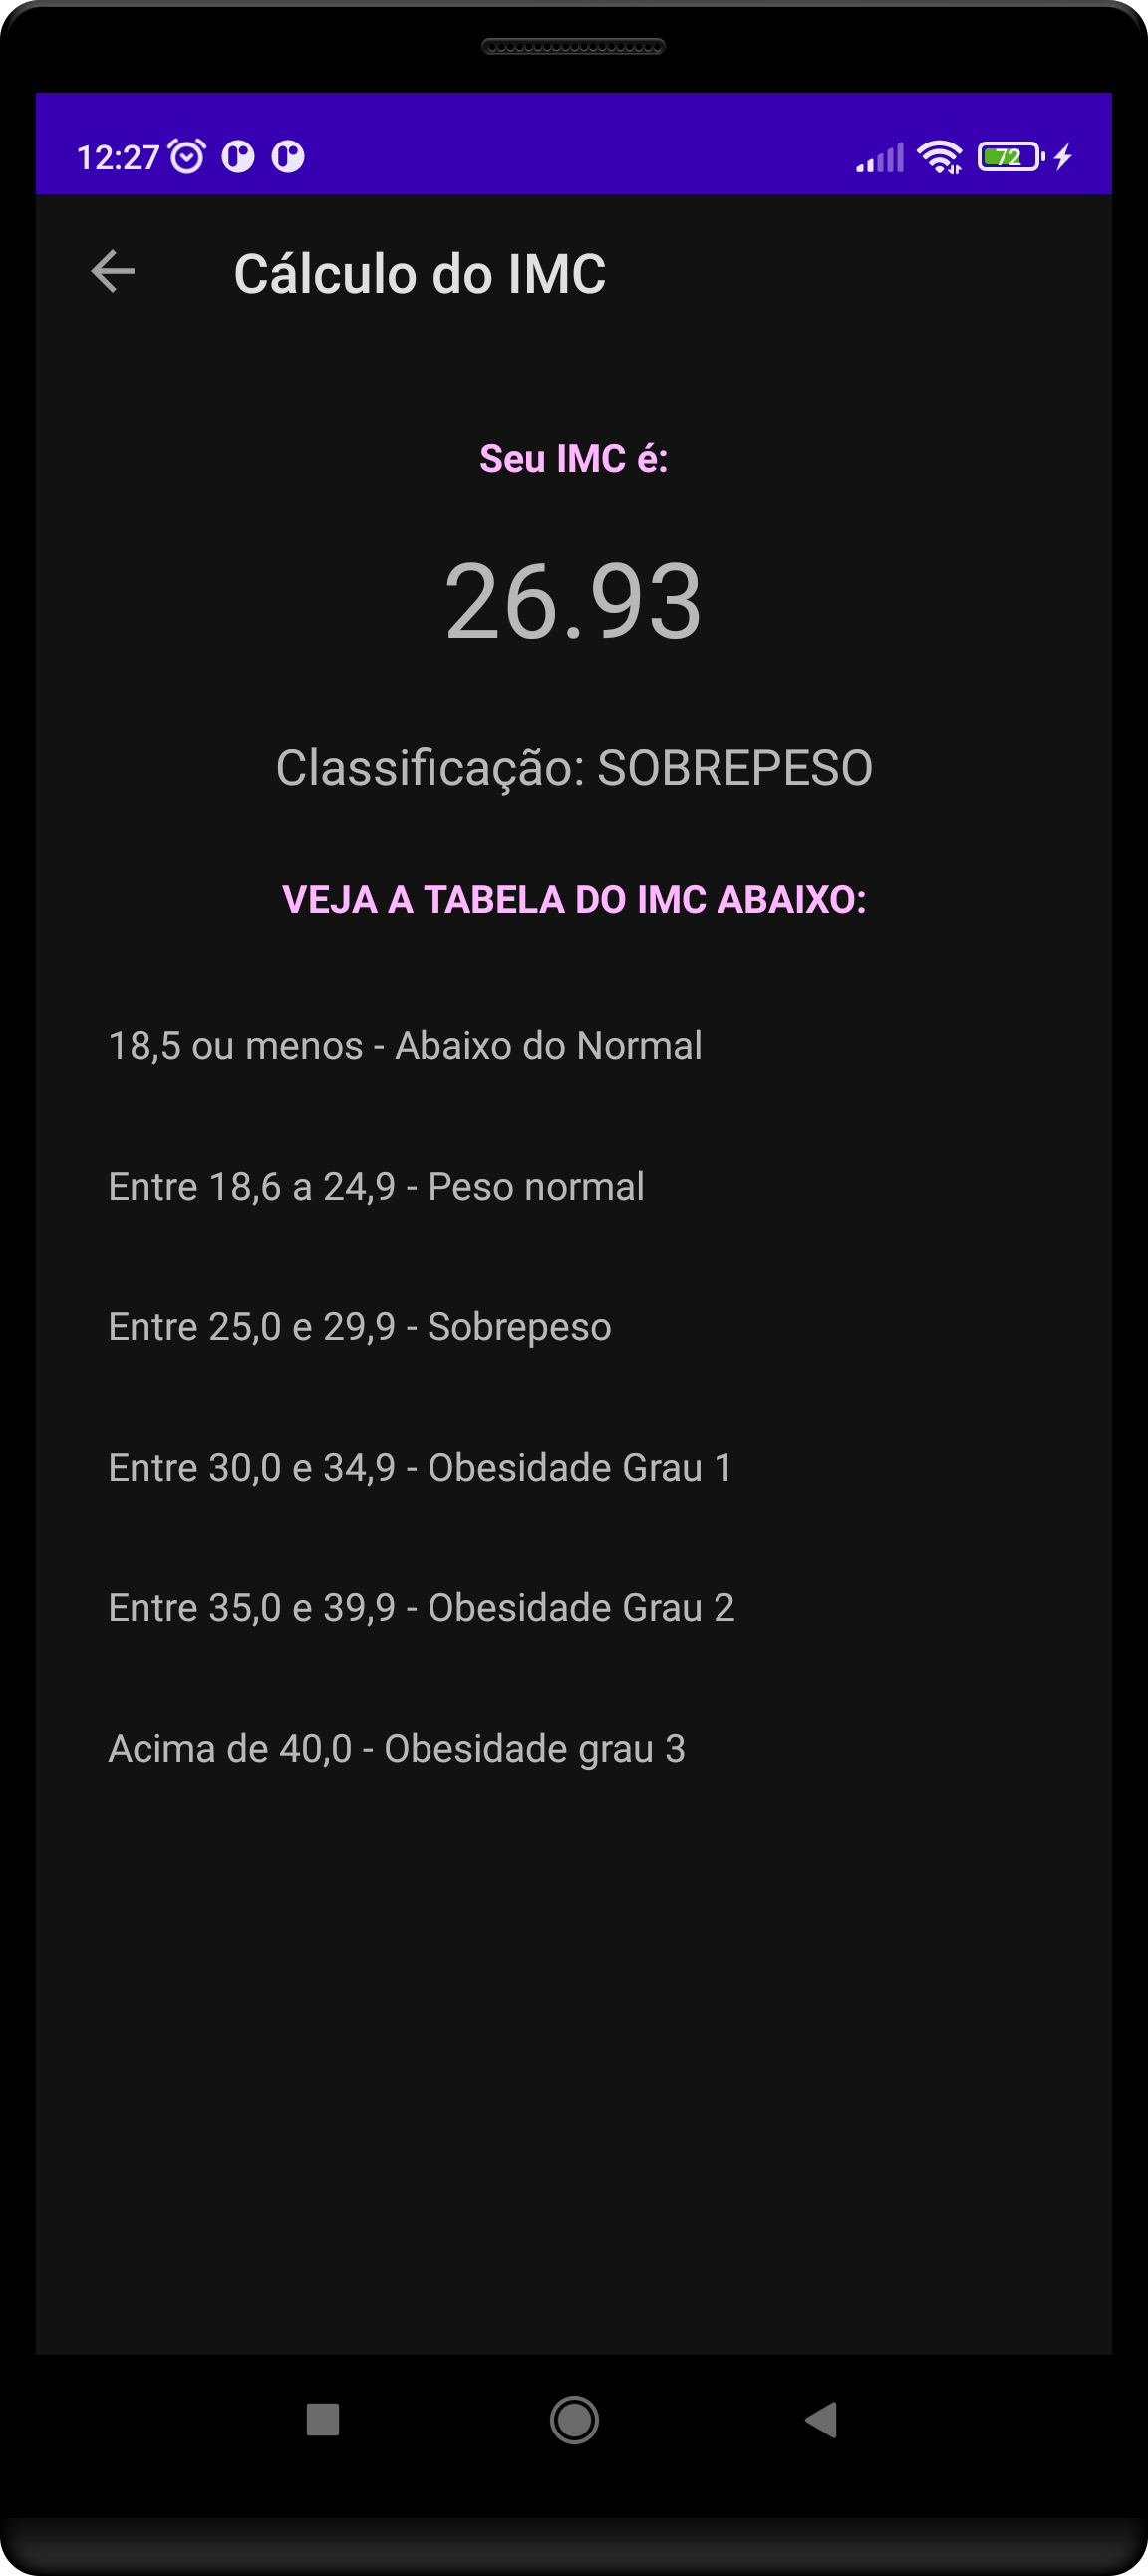 12:27
72
Cálculo do IMC
Seu IMC é:
26.93
Classificação: SOBREPESO
VEJA A TABELA DO IMC ABAIXO:
18,5 ou menos - Abaixo do Normal
Entre 18,6 a 24,9 - Peso normal
Entre 25,0 e 29,9 - Sobrepeso
Entre 30,0 e 34,9 - Obesidade Grau 1
Entre 35,0 e 39,9 - Obesidade Grau 2
Acima de 40,0 - Obesidade grau 3